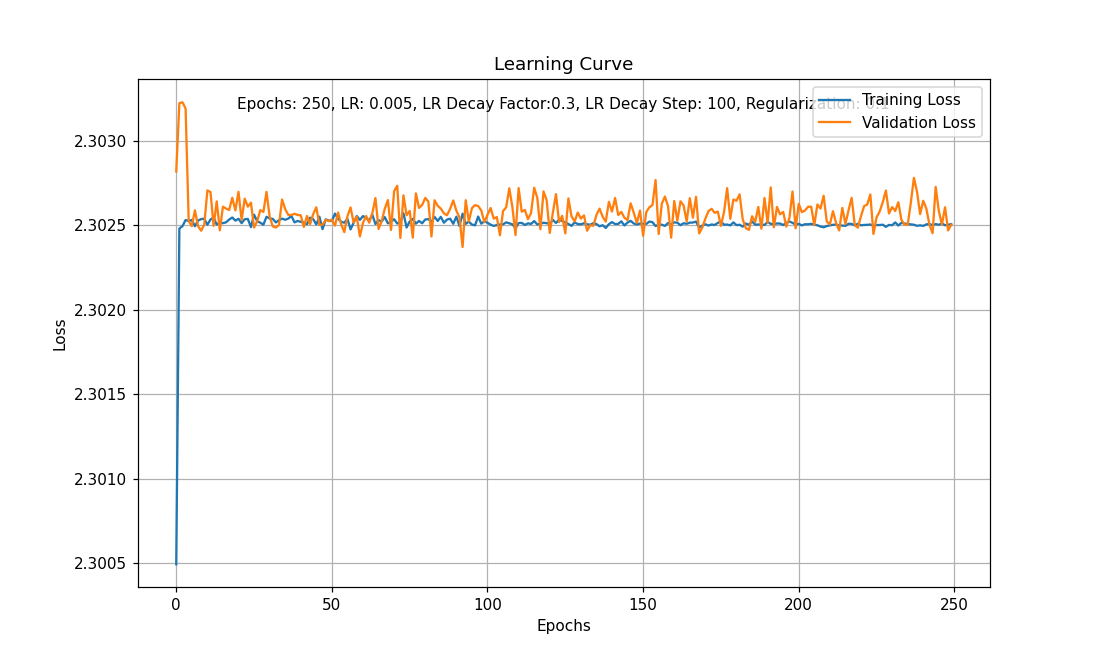 Learning Curve
Epochs: 250, LR: 0.005, LR Decay Factor:0.3, LR Decay Step: 100, Regularization: 0.1
Training Loss
Validation Loss
2.3030
2.3025
2.3020
2.3015
2.3010
2.3005
Loss
0 50 100 150 200 250
Epochs